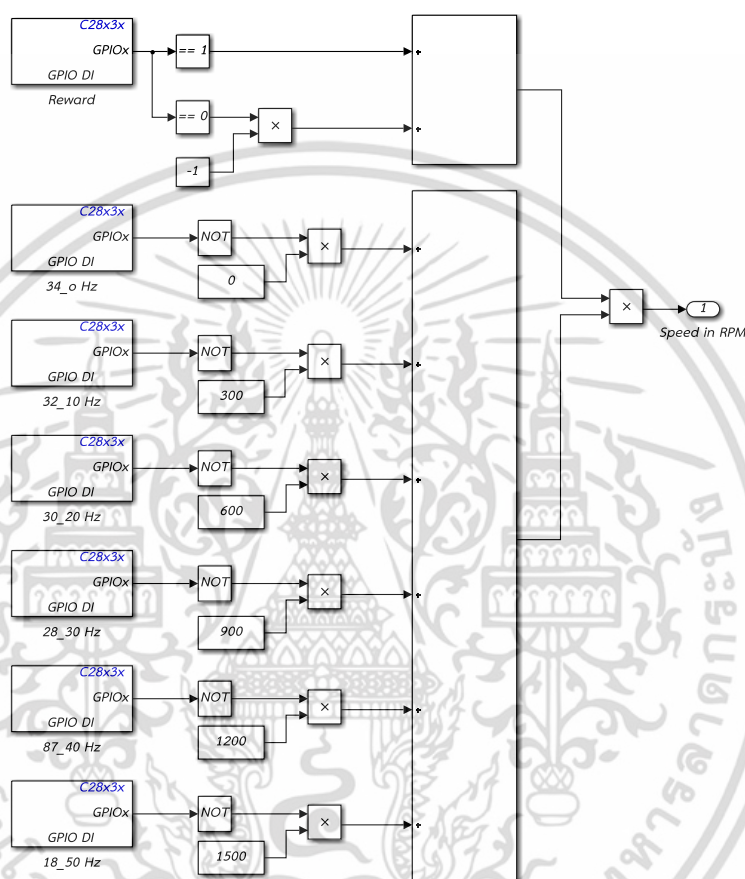 C28x3x
GPIOx
GPIO DI
Reward
== 1
== 0
×
-1
+
+
C28x3x
GPIOx
GPIO DI
34_o Hz
NOT
0
×
+
C28x3x
GPIOx
GPIO DI
32_10 Hz
NOT
300
×
+
×
1
Speed in RPM
C28x3x
GPIOx
GPIO DI
30_20 Hz
NOT
600
×
+
C28x3x
GPIOx
GPIO DI
28_30 Hz
NOT
900
×
+
C28x3x
GPIOx
GPIO DI
87_40 Hz
NOT
1200
×
+
C28x3x
GPIOx
GPIO DI
18_50 Hz
NOT
1500
×
+